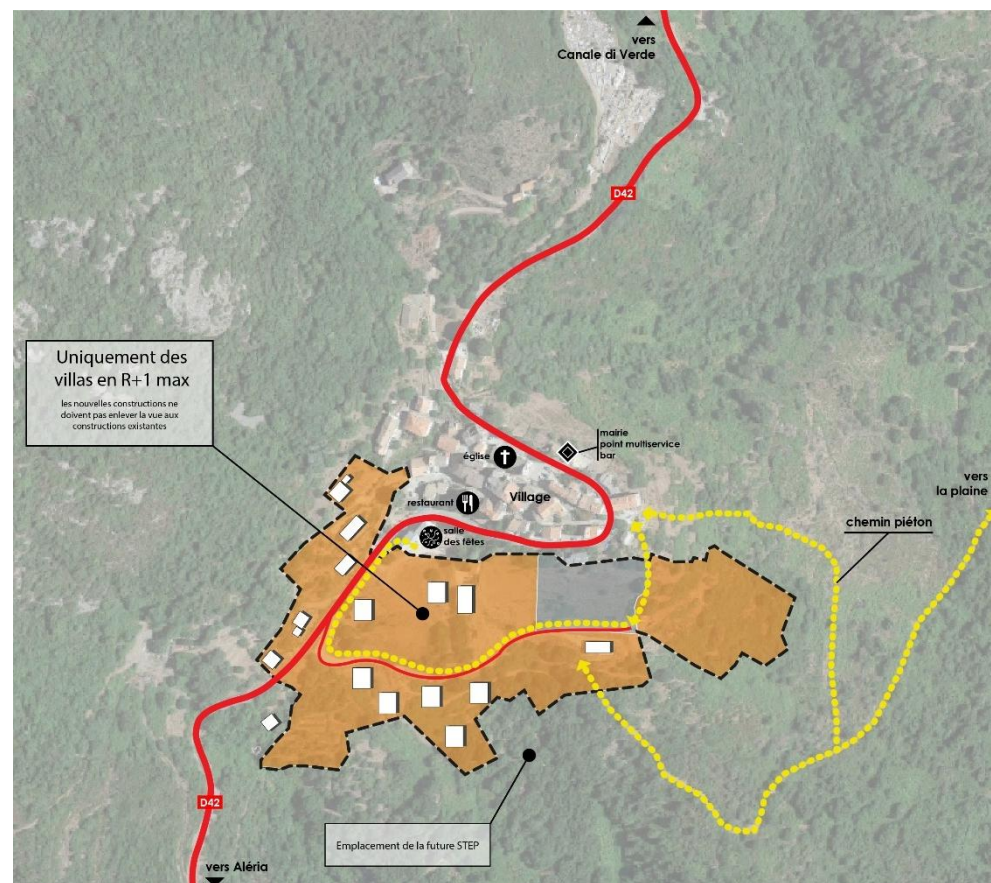 vers
Canale di Verde
D42
Uniquement des
villas en R+1 max
les nouvelles constructions ne
doivent pas enlever la vue aux
constructions existantes
mairie
point multiservice
bar
église
restaurant
Village
salle
des fêtes
vers
la plaine
chemin piéton
D42
Emplacement de la future STEP
vers Aléria